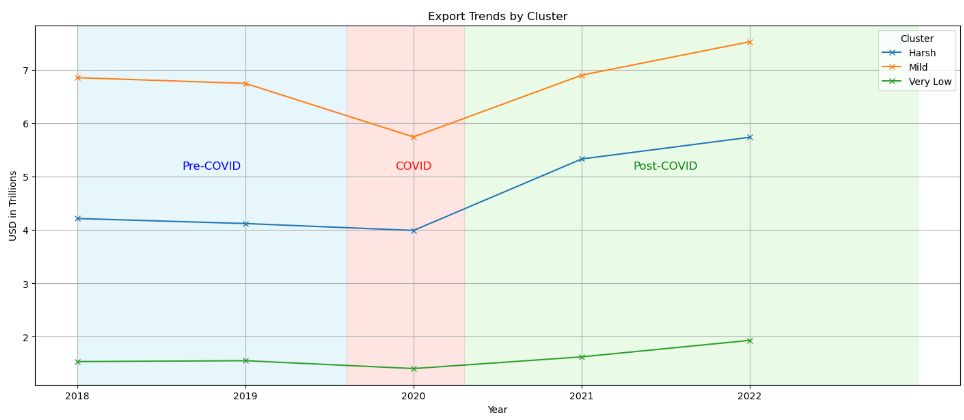 Export Trends by Cluster
Cluster
Harsh
Mild
Very Low
7
6
5
4
3
2
USD in Trillions
Pre-COVID
COVID
Post-COVID
2018
2019
2020
2021
2022
Year